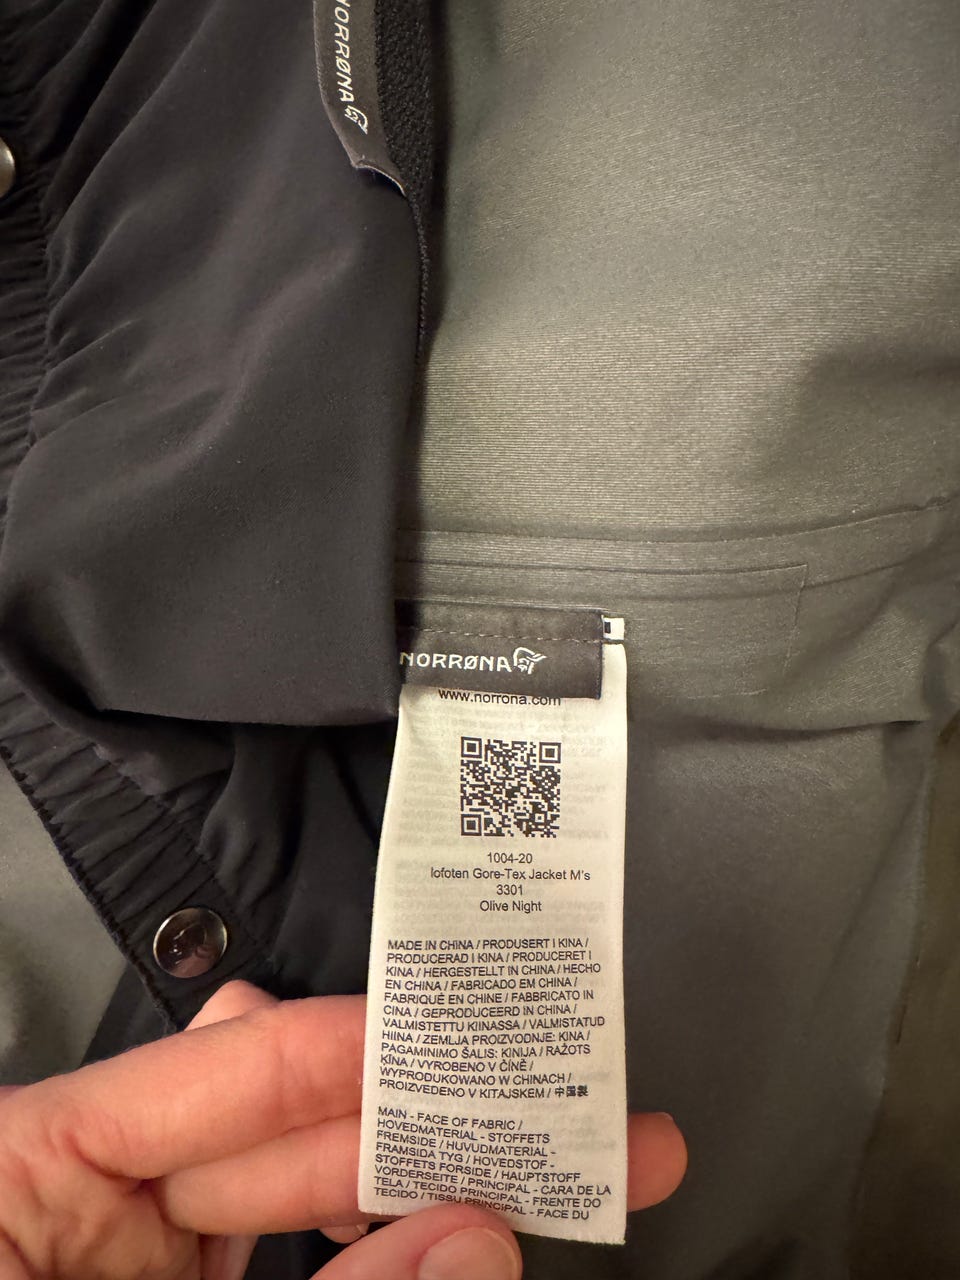 NORRØNA
NORRØNA
www.norrona.com
1004-20
lofoten Gore-Tex Jacket M's
3301
Olive Night
MADE IN CHINA / PRODUSERT I KINA /
PRODUCERAD I KINA / PRODUCERET I
KINA / HERGESTELLT IN CHINA / HECHO
EN CHINA / FABRICADO EM CHINA /
FABRIQUÉ EN CHINE / FABBRICATO IN
CINA / GEPRODUCEERD IN CHINA /
VALMISTETTU KIINASSA / VALMISTATUD
HIINA / ZEMLJA PROIZVODNJE: KINA /
PAGAMINIMO ŠALIS: KINIJA / RAŽOTS
ĶĪNA / VYROBENO V ČÍNĚ /
WYPRODUKOWANO W CHINACH /
PROIZVEDENO V KITAJSKEM / 中国製
MAIN - FACE OF FABRIC /
HOVEDMATERIAL - STOFFETS
FREMSIDE / HUVUDMATERIAL -
FRAMSIDA TYG / HOVEDSTOF -
STOFFETS FORSIDE / HAUPTSTOFF
VORDERSEITE / PRINCIPAL - CARA DE LA
TELA / TECIDO PRINCIPAL - FRENTE DO
TECIDO / TISSU PRINCIPAL - FACE DU